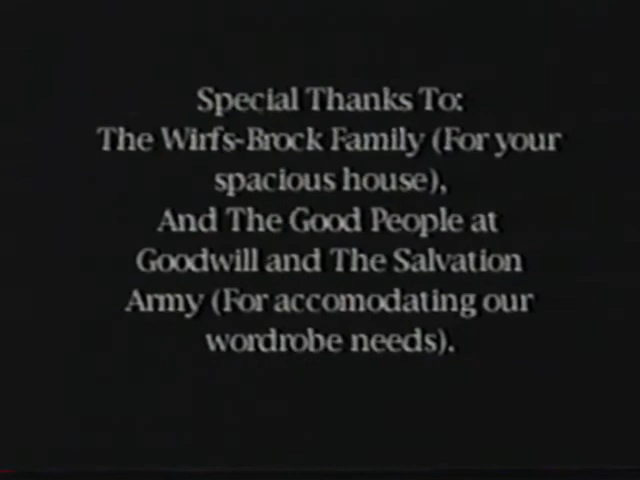 Special Thanks To:
The Wirfs-Brock Family (For your
spacious house),
And The Good People at
Goodwill and The Salvation
Army (For accomodating our
wordrobe needs).